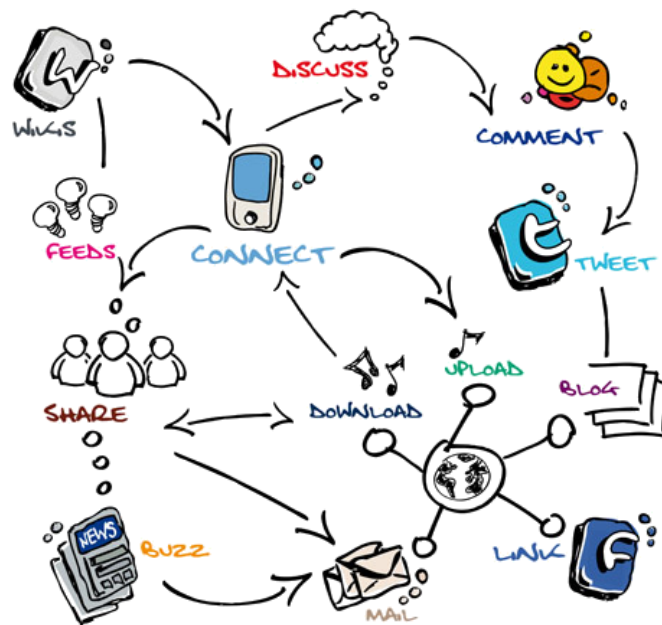 DISCUSS
W
WIKIS
COMMENT
FEEDS
CONNECT
TWEET
t
UPLOAD
BLOG
SHARE
DOWNLOAD
NEWS
BUZZ
LINK
f
MAIL